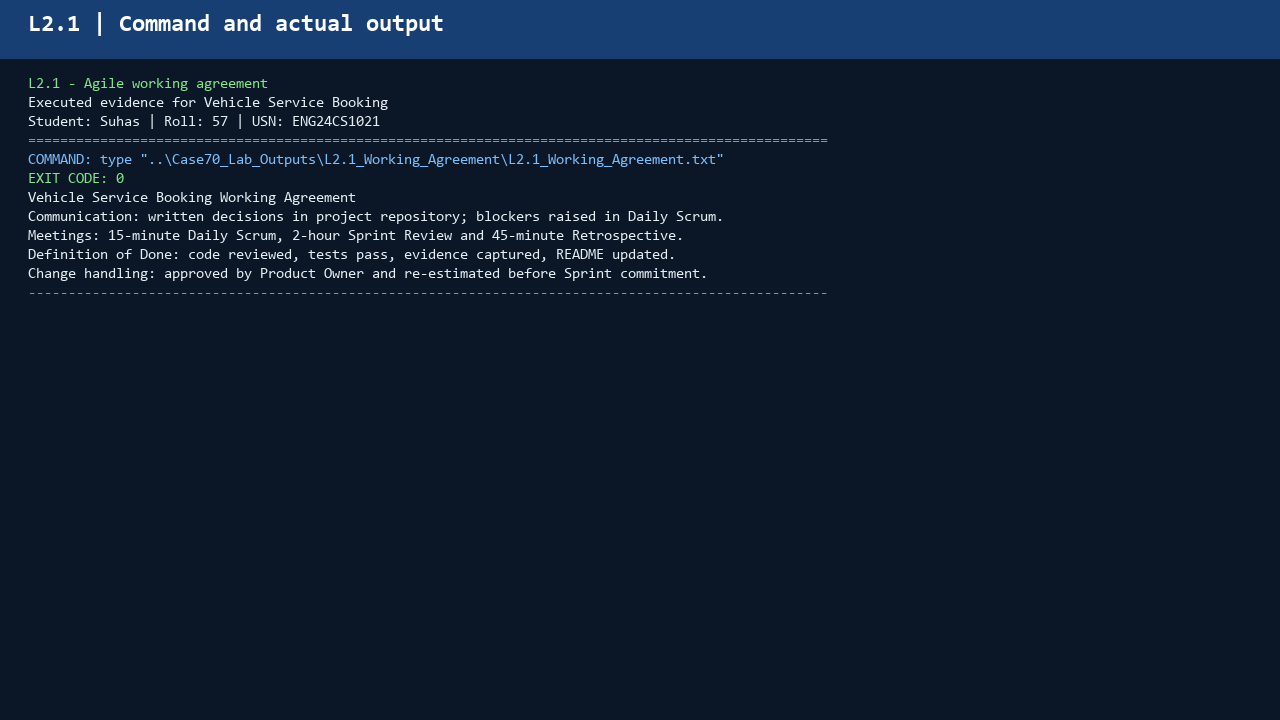 L2.1 | Command and actual output
L2.1 - Agile working agreement
Executed evidence for Vehicle Service Booking
Student: Suhas | Roll: 57 | USN: ENG24CS1021
====================================================================================================
COMMAND: type "..\Case70_Lab_Outputs\L2.1_Working_Agreement\L2.1_Working_Agreement.txt"
EXIT CODE: 0
Vehicle Service Booking Working Agreement
Communication: written decisions in project repository; blockers raised in Daily Scrum.
Meetings: 15-minute Daily Scrum, 2-hour Sprint Review and 45-minute Retrospective.
Definition of Done: code reviewed, tests pass, evidence captured, README updated.
Change handling: approved by Product Owner and re-estimated before Sprint commitment.
----------------------------------------------------------------------------------------------------